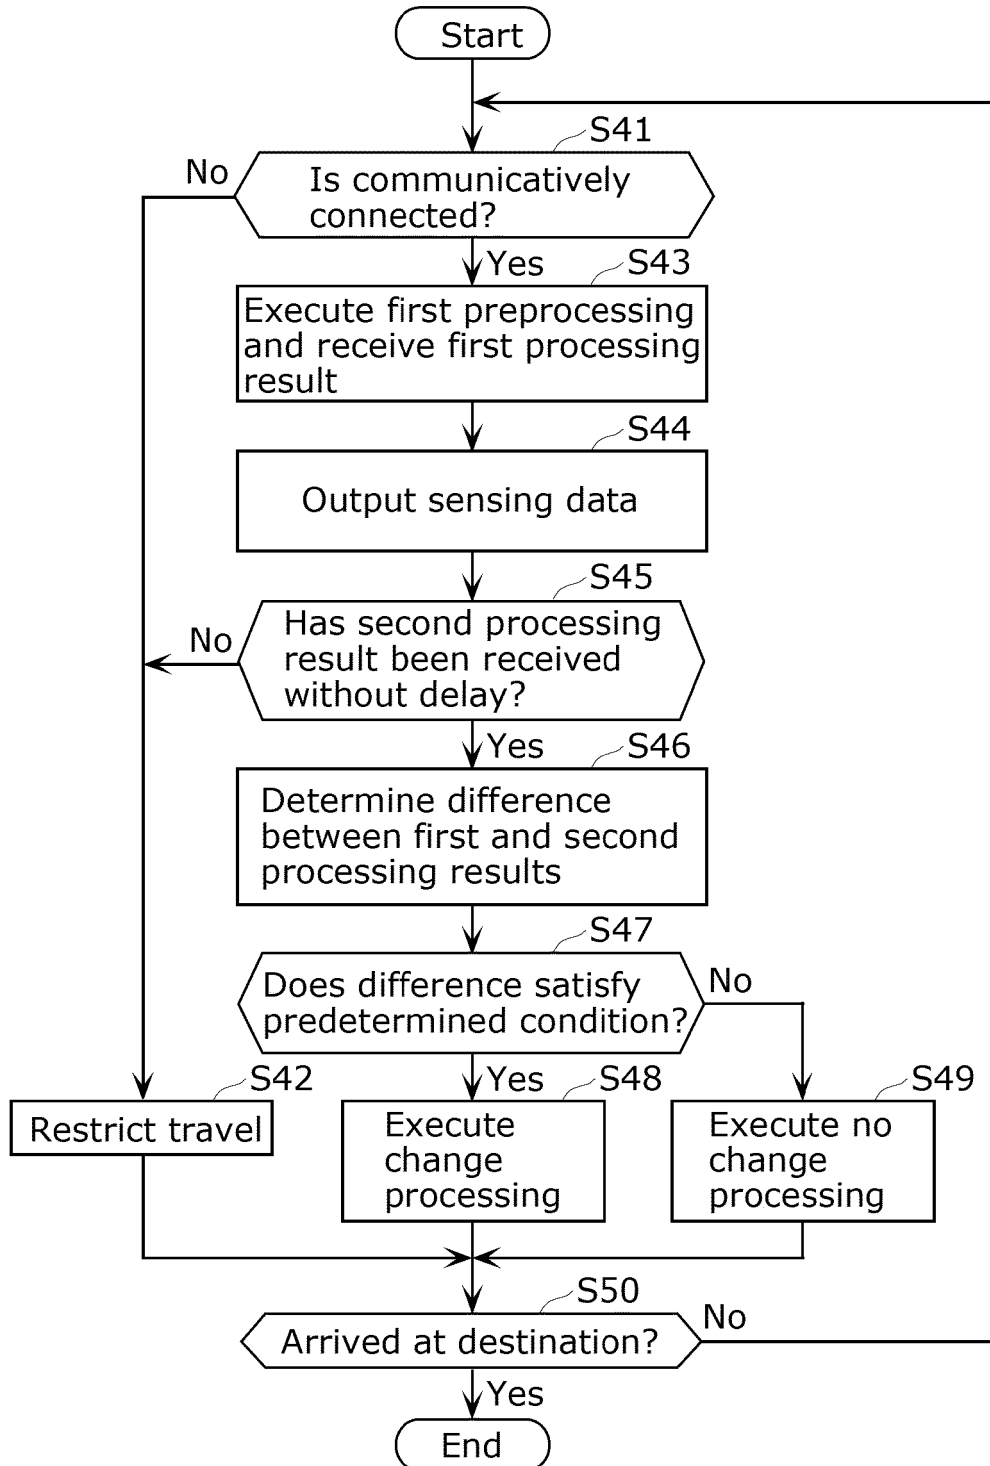 Start
S41
No
Is communicatively
connected?
Yes
S43
Execute first preprocessing
and receive first processing
result
S44
Output sensing data
S45
No
Has second processing
result been received
without delay?
Yes
S46
Determine difference
between first and second
processing results
S47
Does difference satisfy
predetermined condition?
No
Yes
S42
Restrict travel
S48
Execute
change
processing
S49
Execute no
change
processing
S50
Arrived at destination?
No
Yes
End